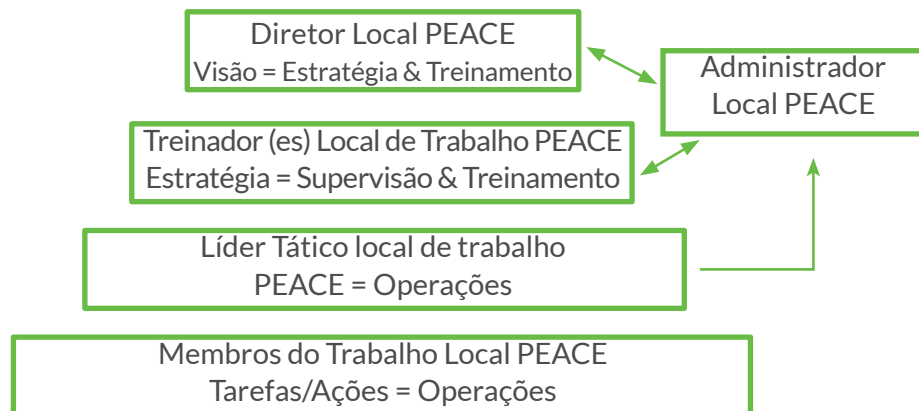 Diretor Local PEACE
Visão = Estratégia & Treinamento
Administrador
Local PEACE
Treinador (es) Local de Trabalho PEACE
Estratégia = Supervisão & Treinamento
Líder Tático local de trabalho
PEACE = Operações
Membros do Trabalho Local PEACE
Tarefas/Ações = Operações